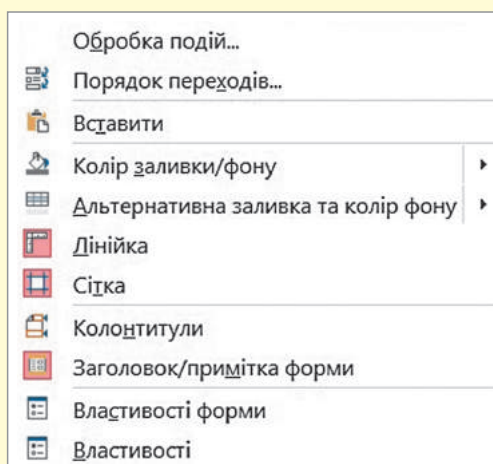 Обробка подій...
Порядок переходів...
Вставити
Колір заливки/фону
Альтернативна заливка та колір фону
Лінійка
Сітка
Колонтитули
Заголовок/примітка форми
Властивості форми
Властивості